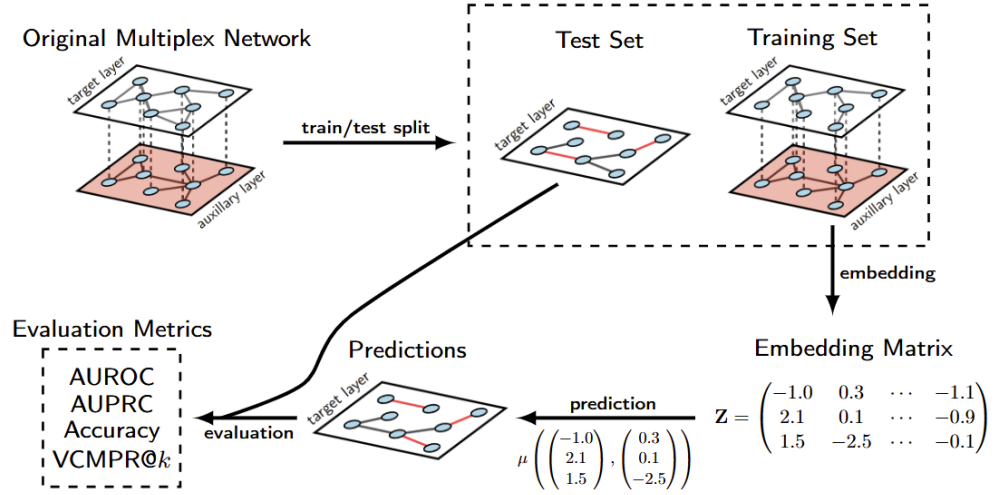 Original Multiplex Network
target layer
auxillary layer
train/test split
Test Set
target layer
Training Set
target layer
auxillary layer
embedding
Embedding Matrix
Z = ( −1.0 0.3 ⋯ −1.1
2.1 0.1 ⋯ −0.9
1.5 −2.5 ⋯ −0.1 )
prediction
μ ( ( −1.0 2.1 1.5 ) , ( 0.3 0.1 −2.5 ) )
Predictions
target layer
evaluation
Evaluation Metrics
AUROC
AUPRC
Accuracy
VCMPR@k